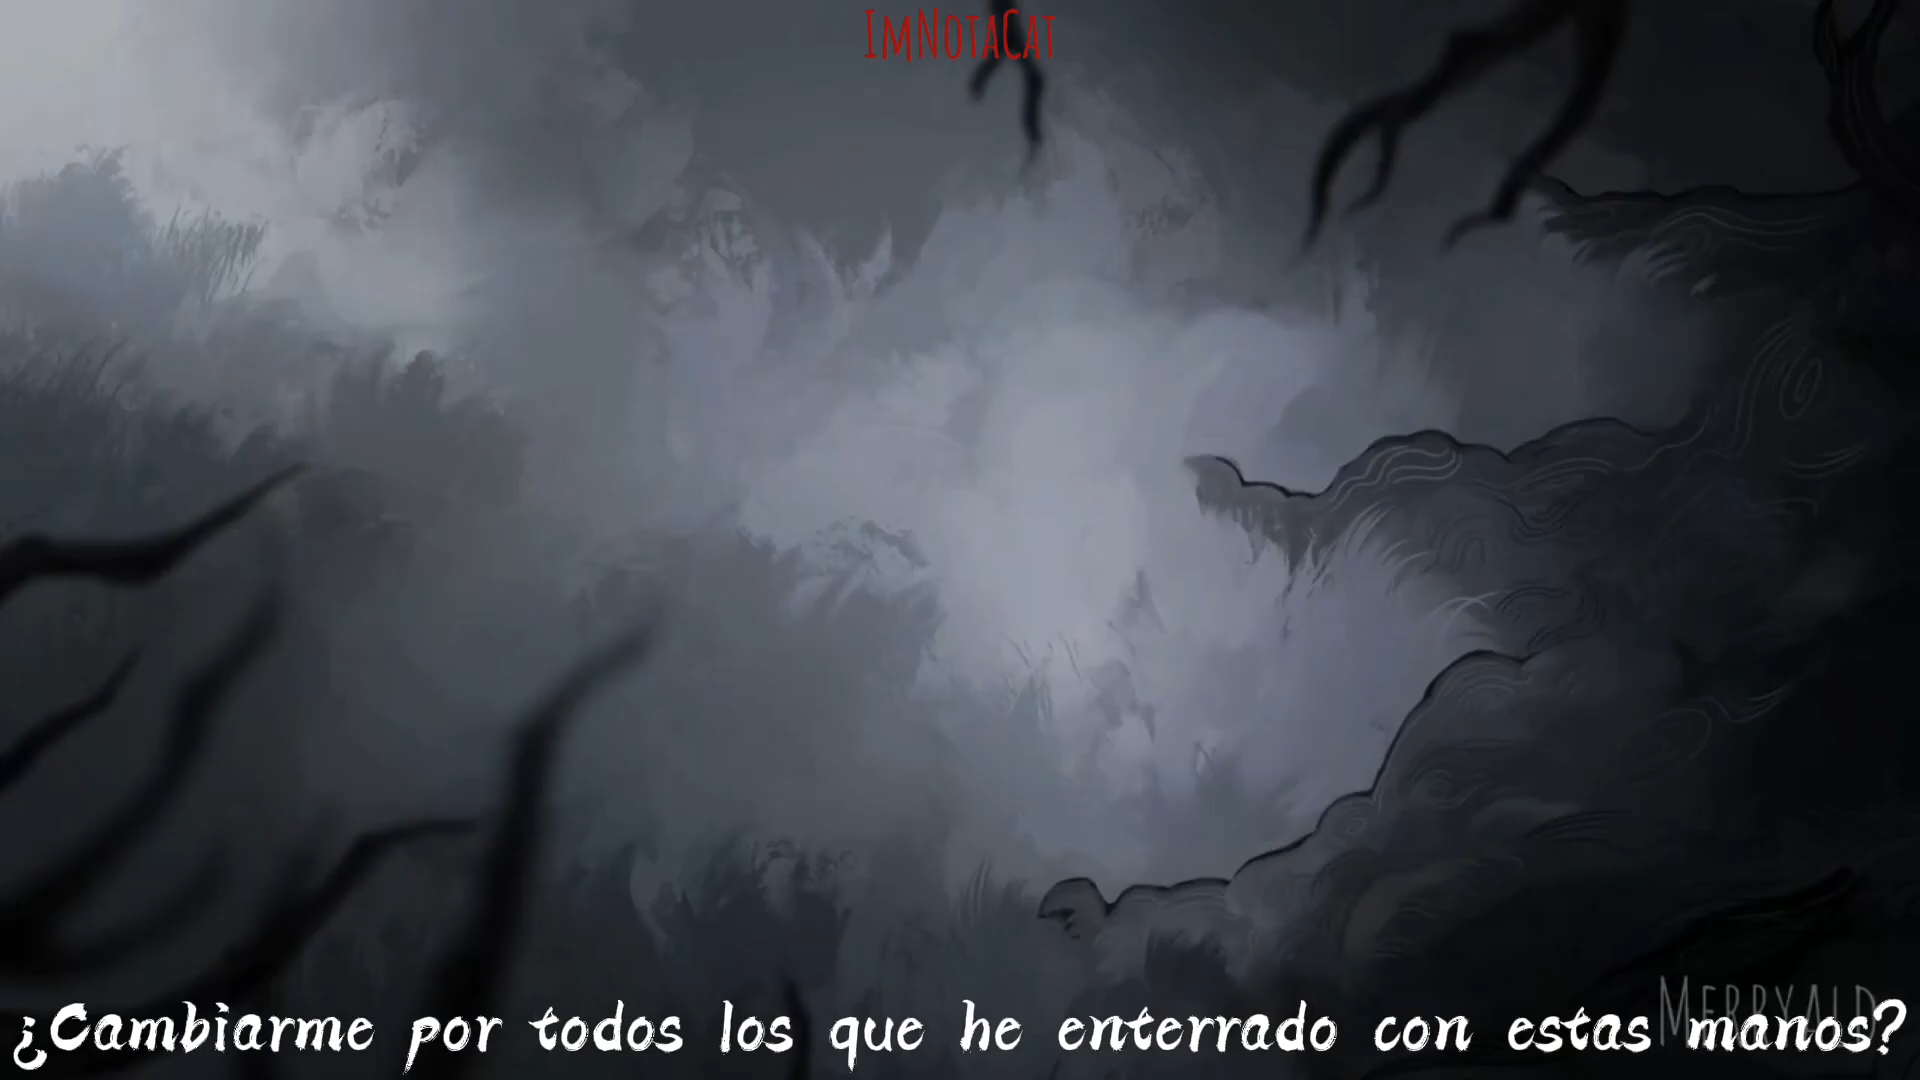 ImNotaCat
Merryald
¿Cambiarme por todos los que he enterrado con estas manos?